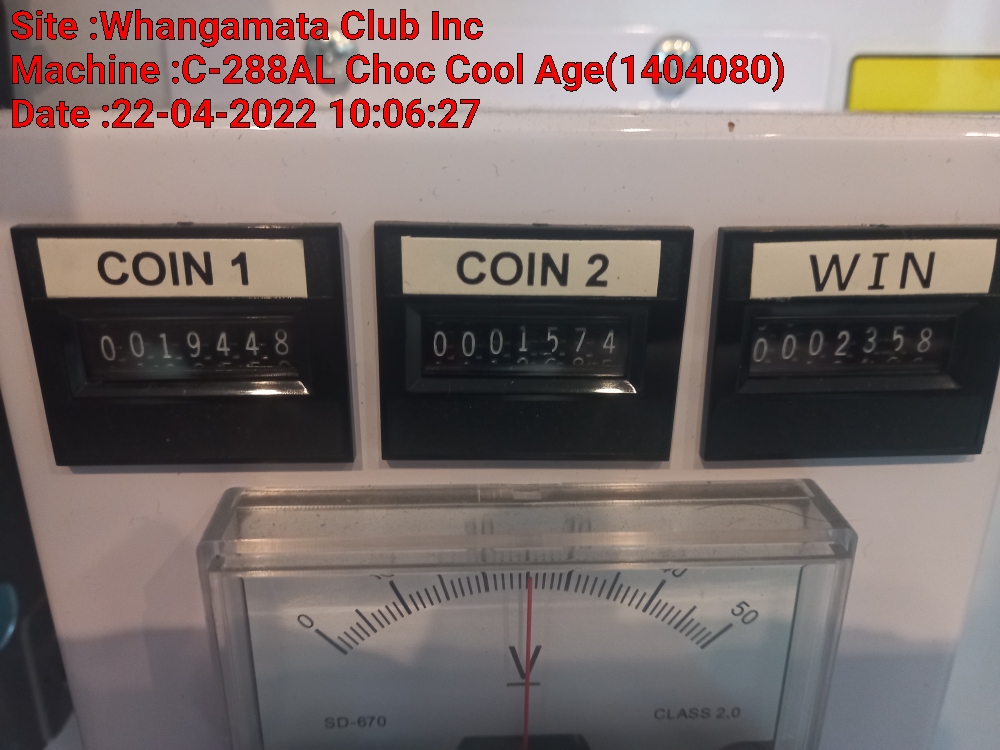 Site :Whangamata Club Inc
Machine :C-288AL Choc Cool Age(1404080)
Date :22-04-2022 10:06:27
COIN 1
COIN 2
WIN
0019448
0001574
0002358
0
50
V
SD-670
CLASS 2.0